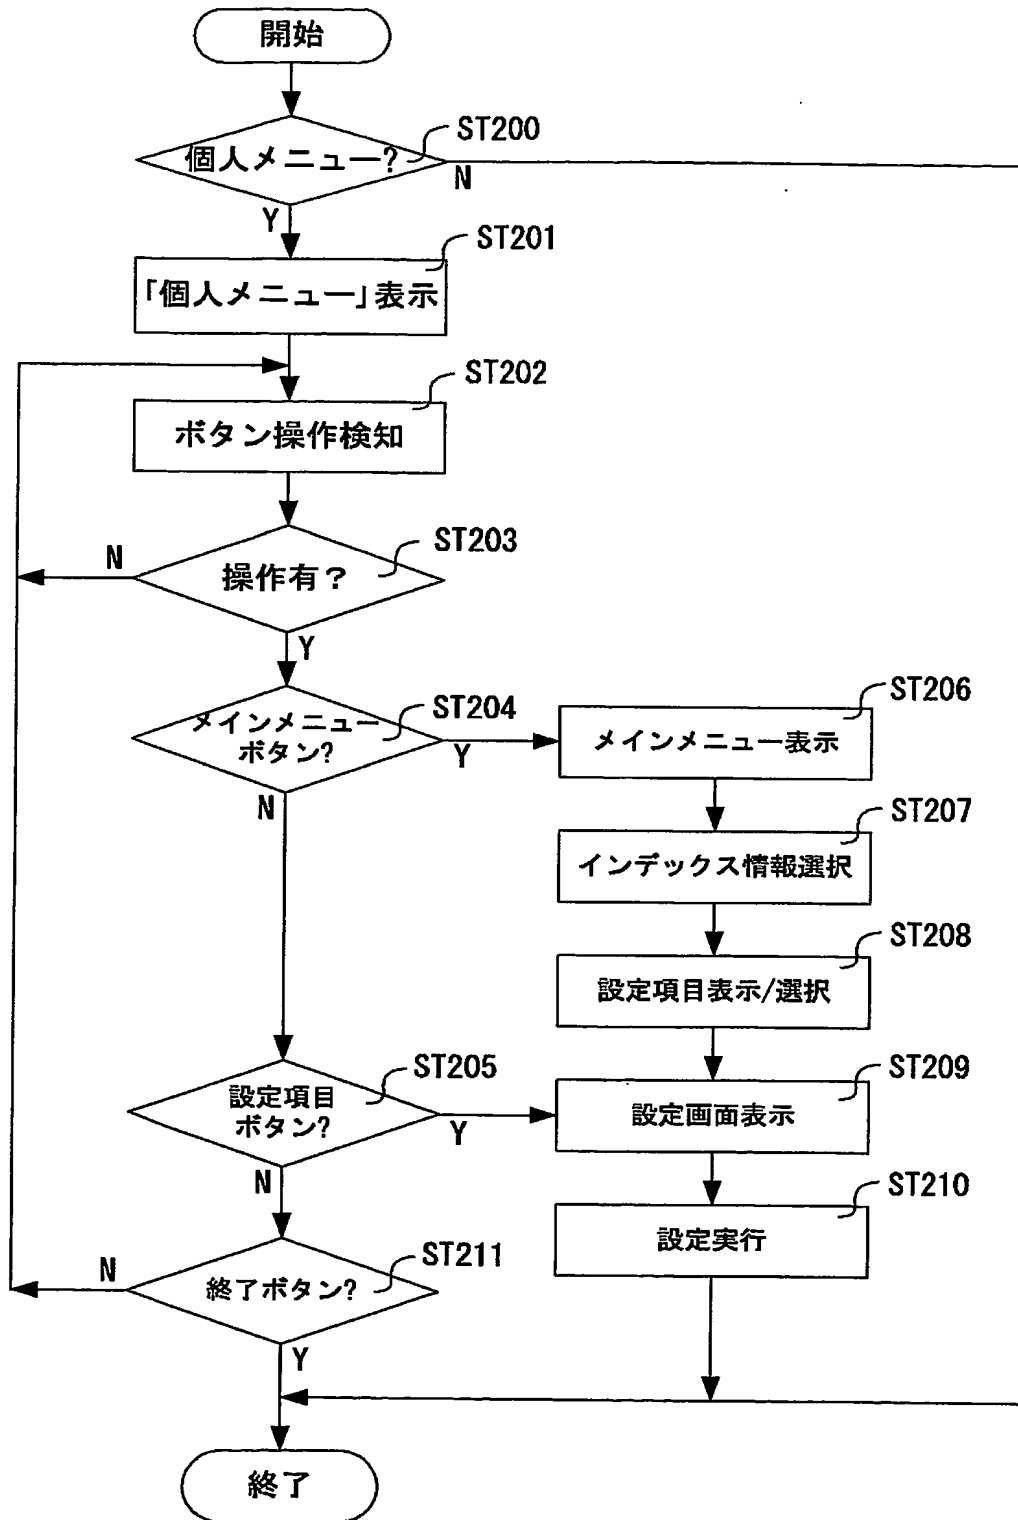 開始
ST200
個人メニュー?
N
Y
ST201
「個人メニュー」表示
ST202
ボタン操作検知
ST203
N
操作有?
Y
ST204
メインメニュー
ボタン?
Y
N
ST206
メインメニュー表示
ST207
インデックス情報選択
ST208
設定項目表示/選択
ST205
設定項目
ボタン?
Y
N
ST209
設定画面表示
ST210
設定実行
ST211
N
終了ボタン?
Y
終了